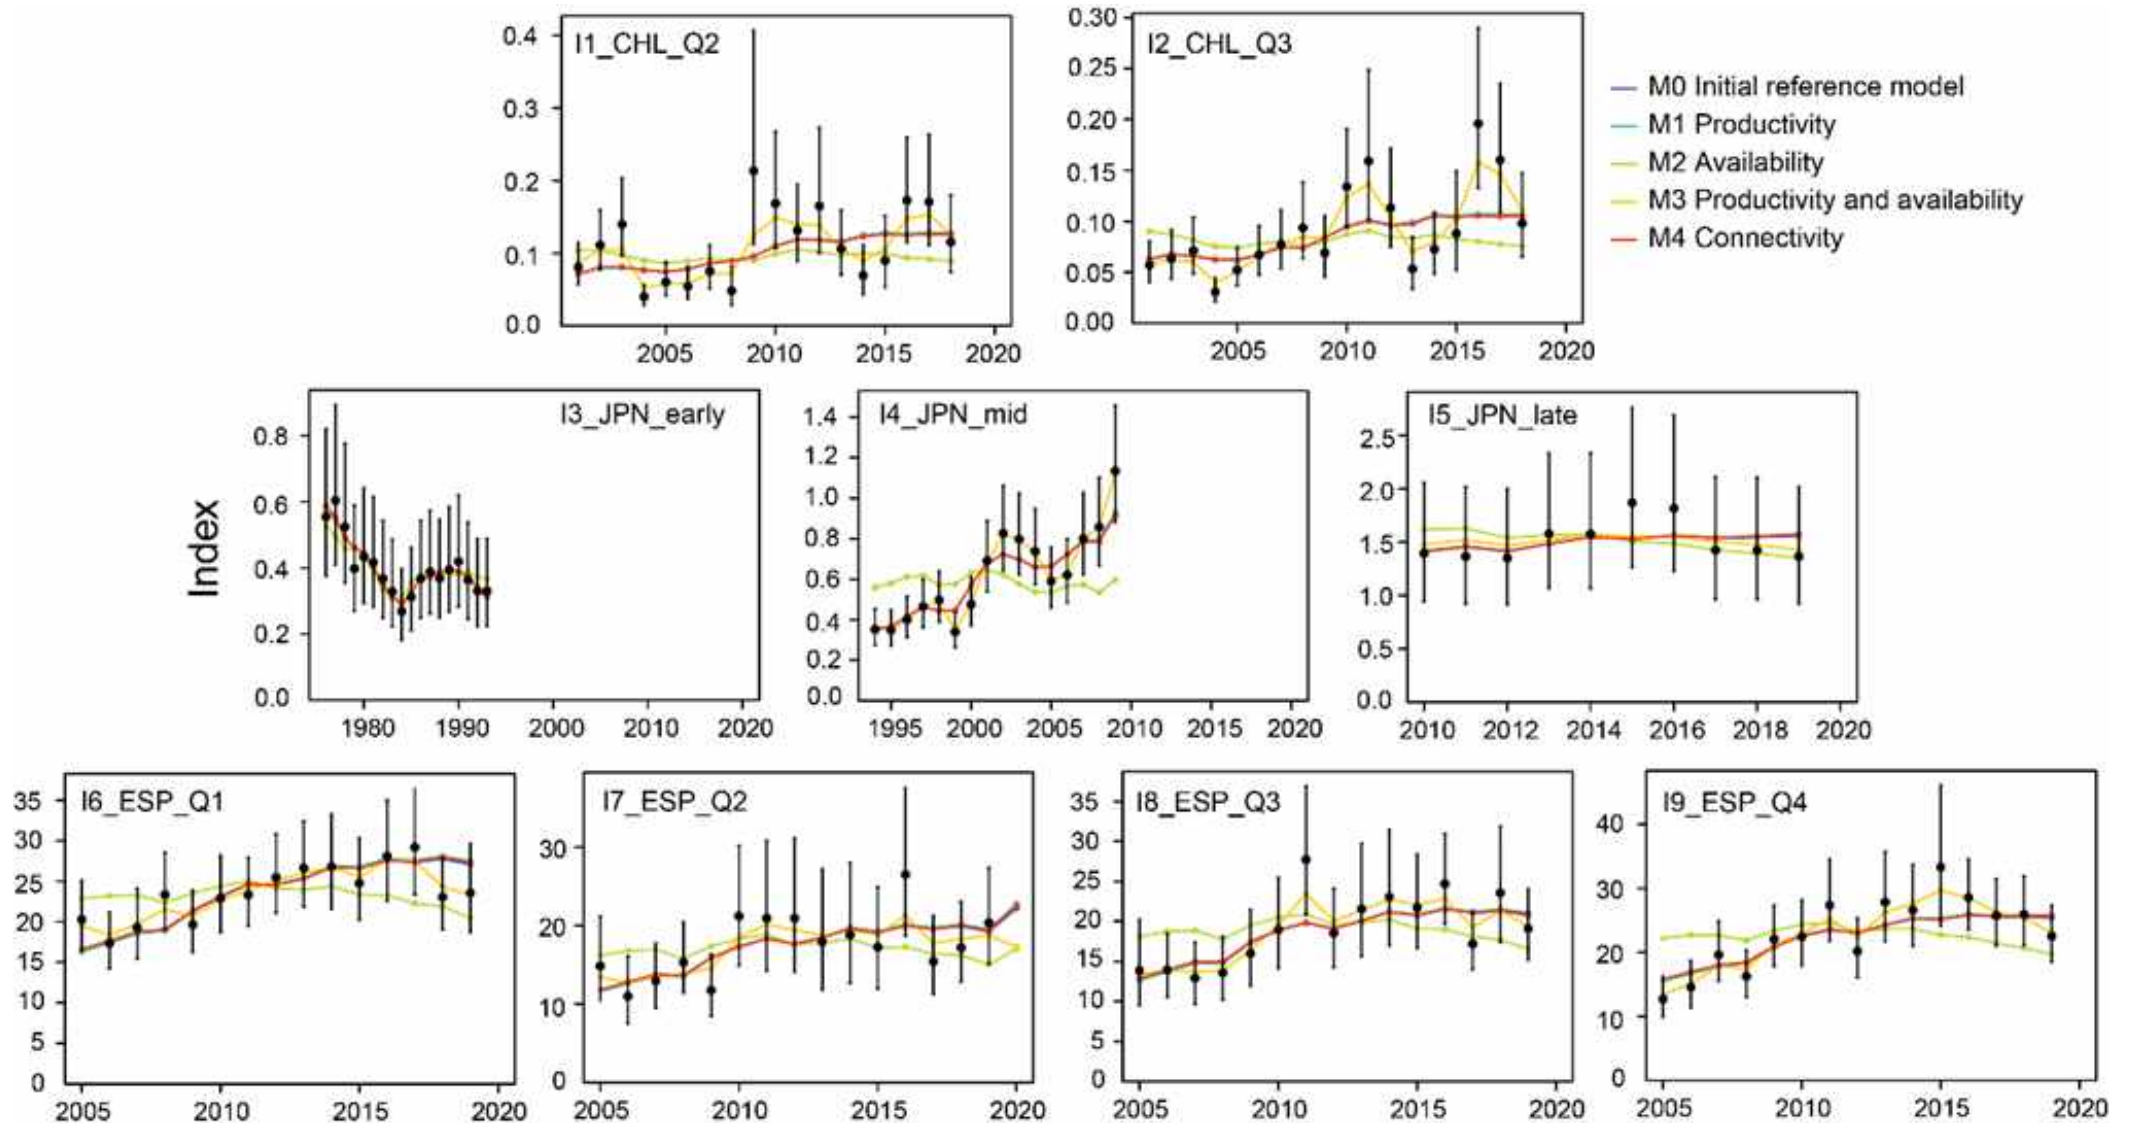 I1_CHL_Q2
0.4
0.3
0.2
0.1
0.0
2005 2010 2015 2020
I2_CHL_Q3
0.30
0.25
0.20
0.15
0.10
0.05
0.00
2005 2010 2015 2020
M0 Initial reference model
M1 Productivity
M2 Availability
M3 Productivity and availability
M4 Connectivity
Index
I3_JPN_early
0.8
0.6
0.4
0.2
0.0
1980 1990 2000 2010 2020
I4_JPN_mid
1.4
1.2
1.0
0.8
0.6
0.4
0.2
0.0
1995 2000 2005 2010 2015 2020
I5_JPN_late
2.5
2.0
1.5
1.0
0.5
0.0
2010 2012 2014 2016 2018 2020
I6_ESP_Q1
35
30
25
20
15
10
5
0
2005 2010 2015 2020
I7_ESP_Q2
30
20
10
0
2005 2010 2015 2020
I8_ESP_Q3
35
30
25
20
15
10
5
0
2005 2010 2015 2020
I9_ESP_Q4
40
30
20
10
0
2005 2010 2015 2020